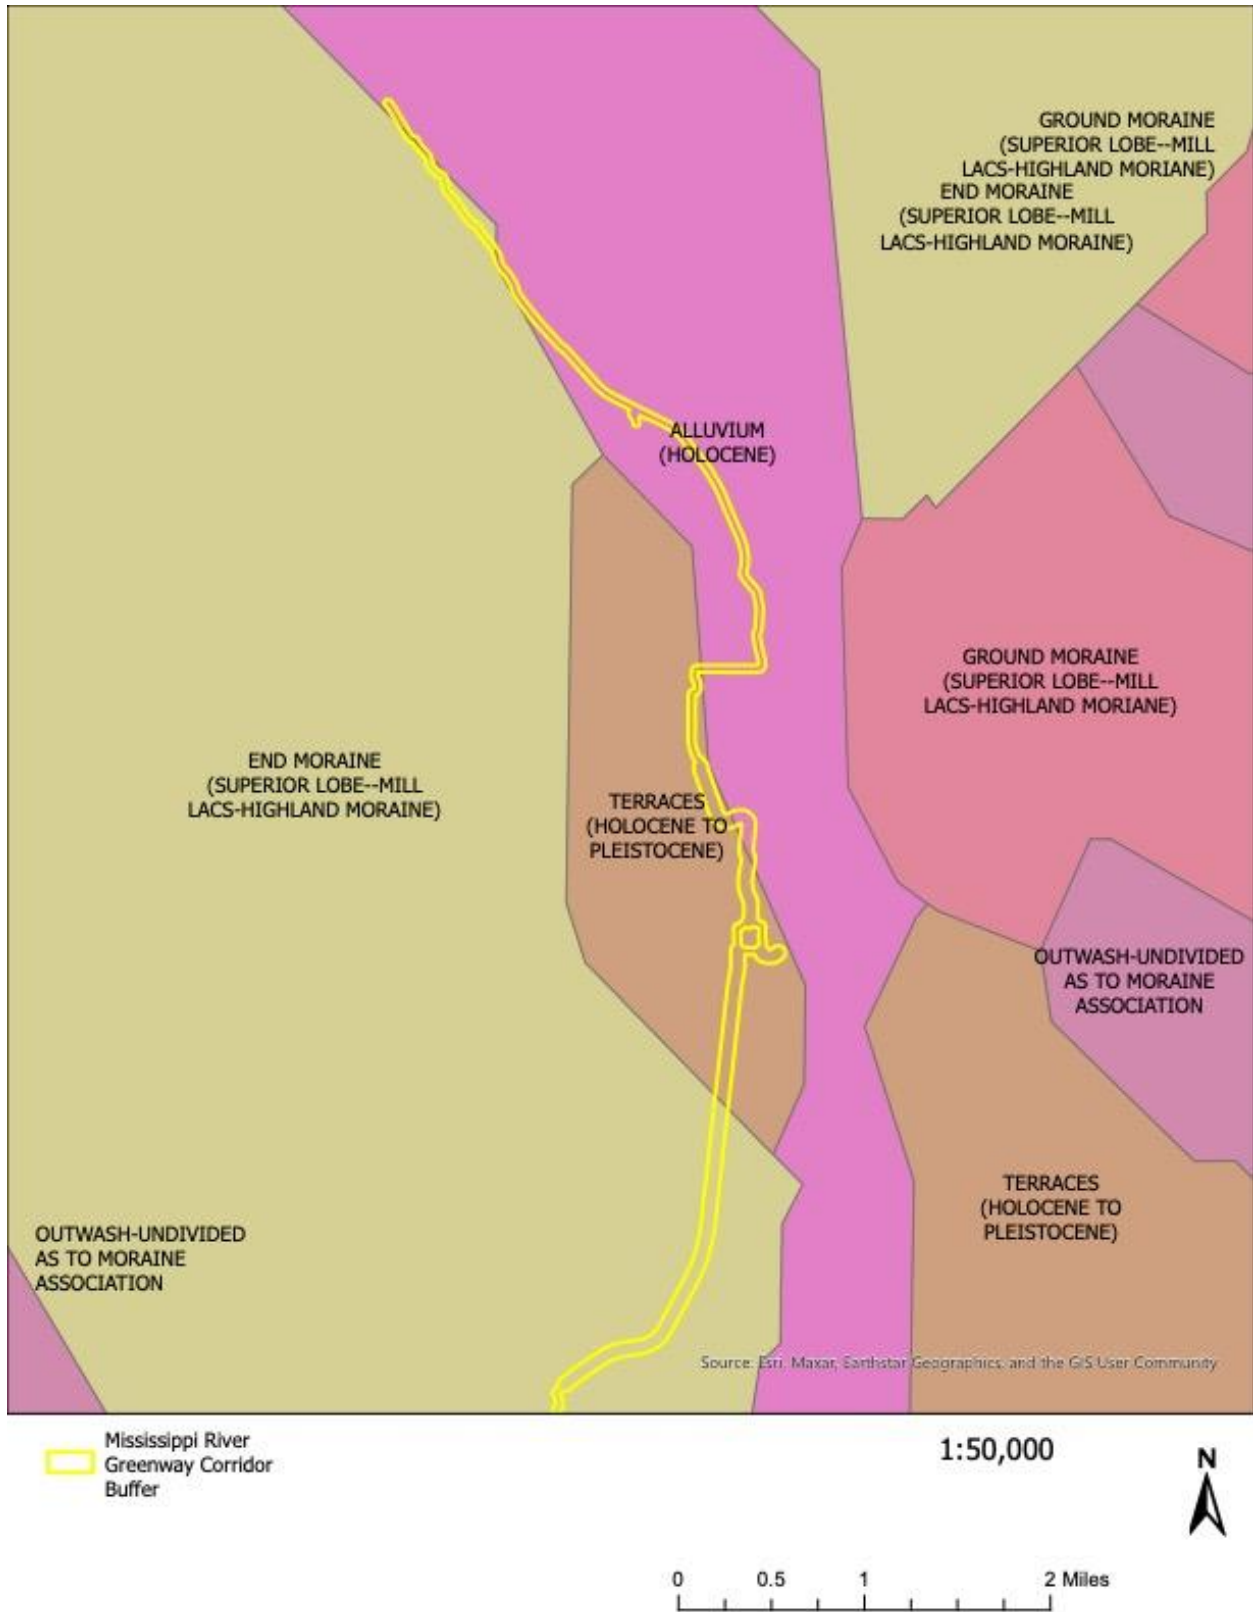 GROUND MORAINE
(SUPERIOR LOBE--MILL
LACS-HIGHLAND MORIANE)
END MORAINE
(SUPERIOR LOBE--MILL
LACS-HIGHLAND MORAINE)
ALLUVIUM
(HOLOCENE)
GROUND MORAINE
(SUPERIOR LOBE--MILL
LACS-HIGHLAND MORIANE)
END MORAINE
(SUPERIOR LOBE--MILL
LACS-HIGHLAND MORAINE)
TERRACES
(HOLOCENE TO
PLEISTOCENE)
OUTWASH-UNDIVIDED
AS TO MORAINE
ASSOCIATION
TERRACES
(HOLOCENE TO
PLEISTOCENE)
OUTWASH-UNDIVIDED
AS TO MORAINE
ASSOCIATION
Source: Esri, Maxar, Earthstar Geographics, and the GIS User Community
Mississippi River
Greenway Corridor
Buffer
1:50,000
N
0 0.5 1 2 Miles